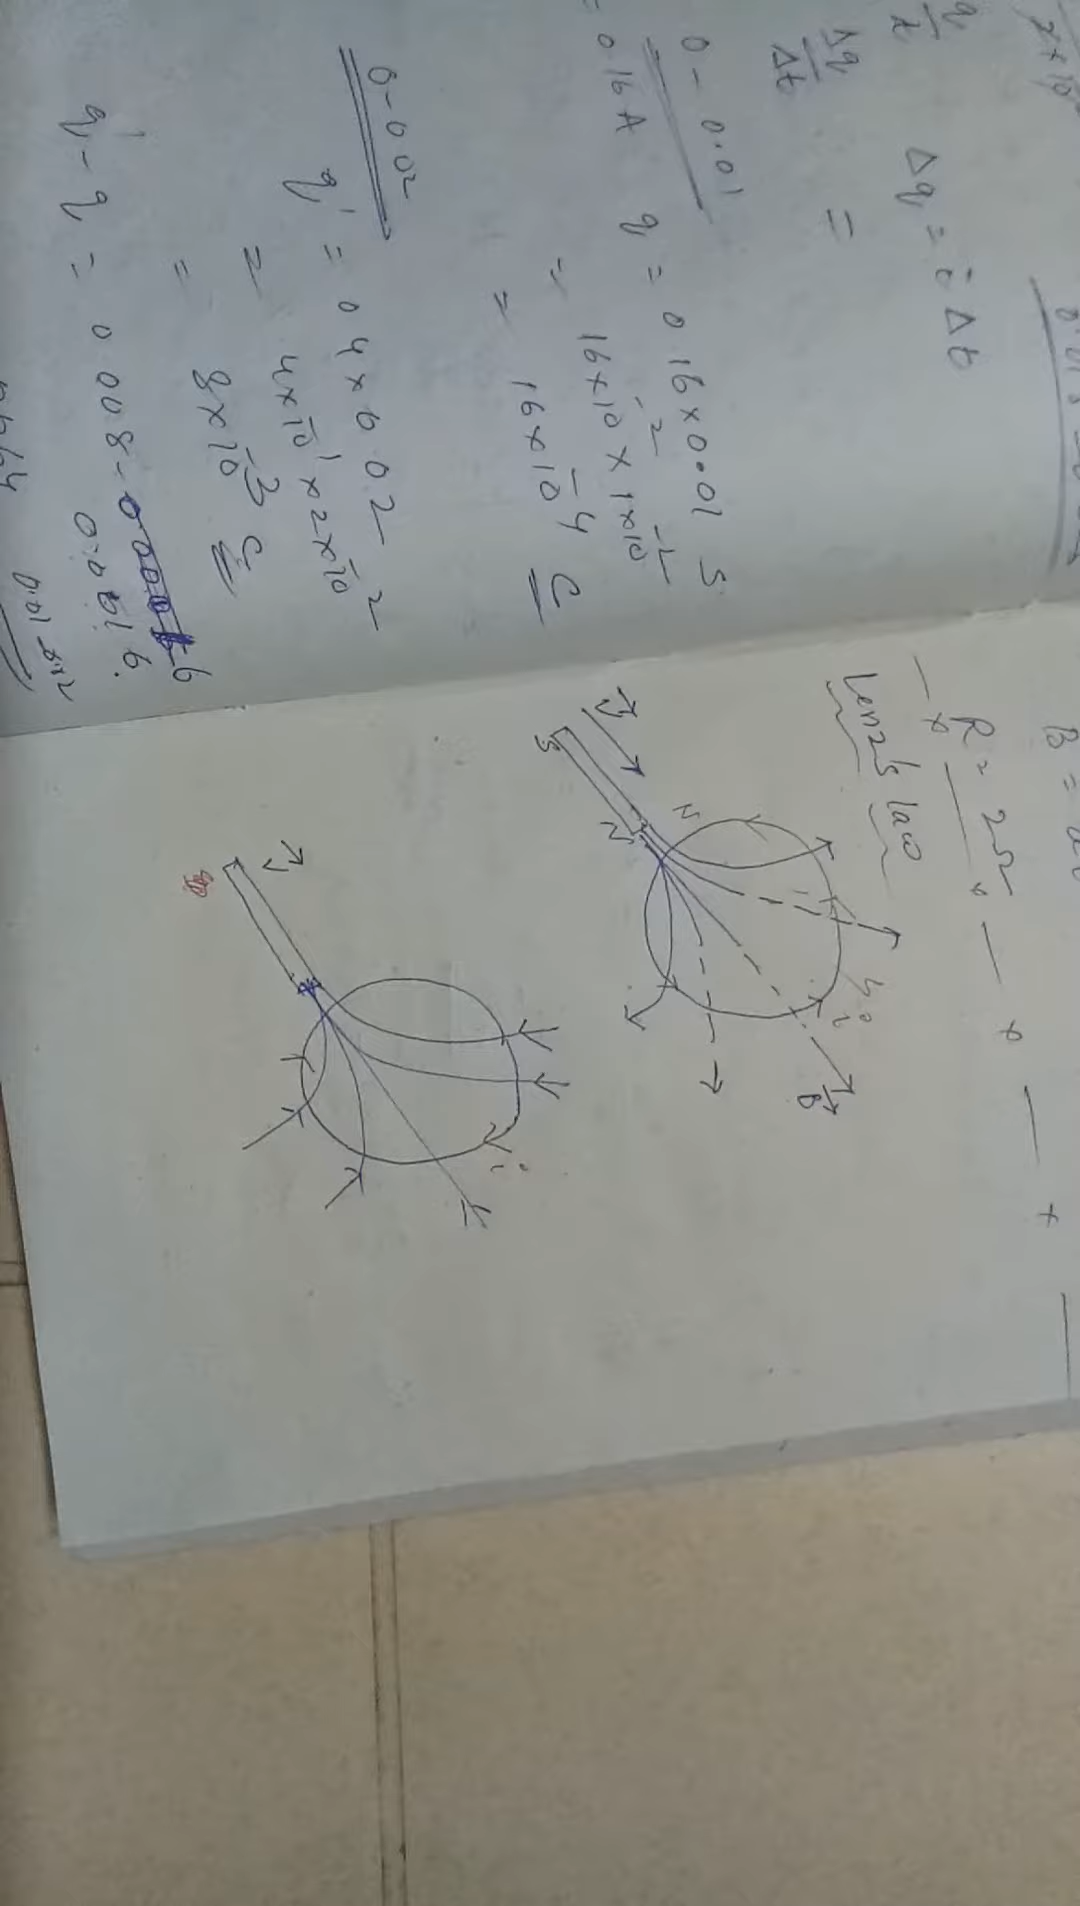 Δq = i Δt
Δq/Δt =
0 - 0.01
0.16 A q = 0.16 × 0.01 s
= 16 × 10⁻² × 1 × 10⁻²
= 16 × 10⁻⁴ C
0 - 0.02
q' = 0.4 × 0.02
= 4 × 10⁻¹ × 2 × 10⁻²
= 8 × 10⁻³ C
q' - q = 0.008 -
0.0016
R = 2Ω
Lenz's law
v
S
N
N
i
B
v
i